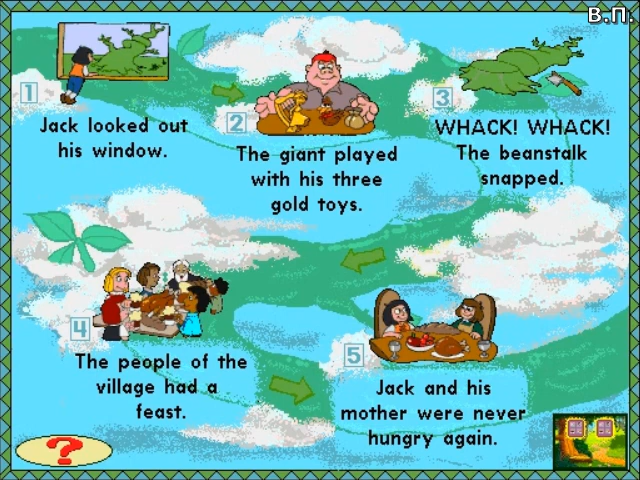 В.П.
1
Jack looked out
his window.
2
The giant played
with his three
gold toys.
3
WHACK! WHACK!
The beanstalk
snapped.
4
The people of the
village had a
feast.
5
Jack and his
mother were never
hungry again.
?